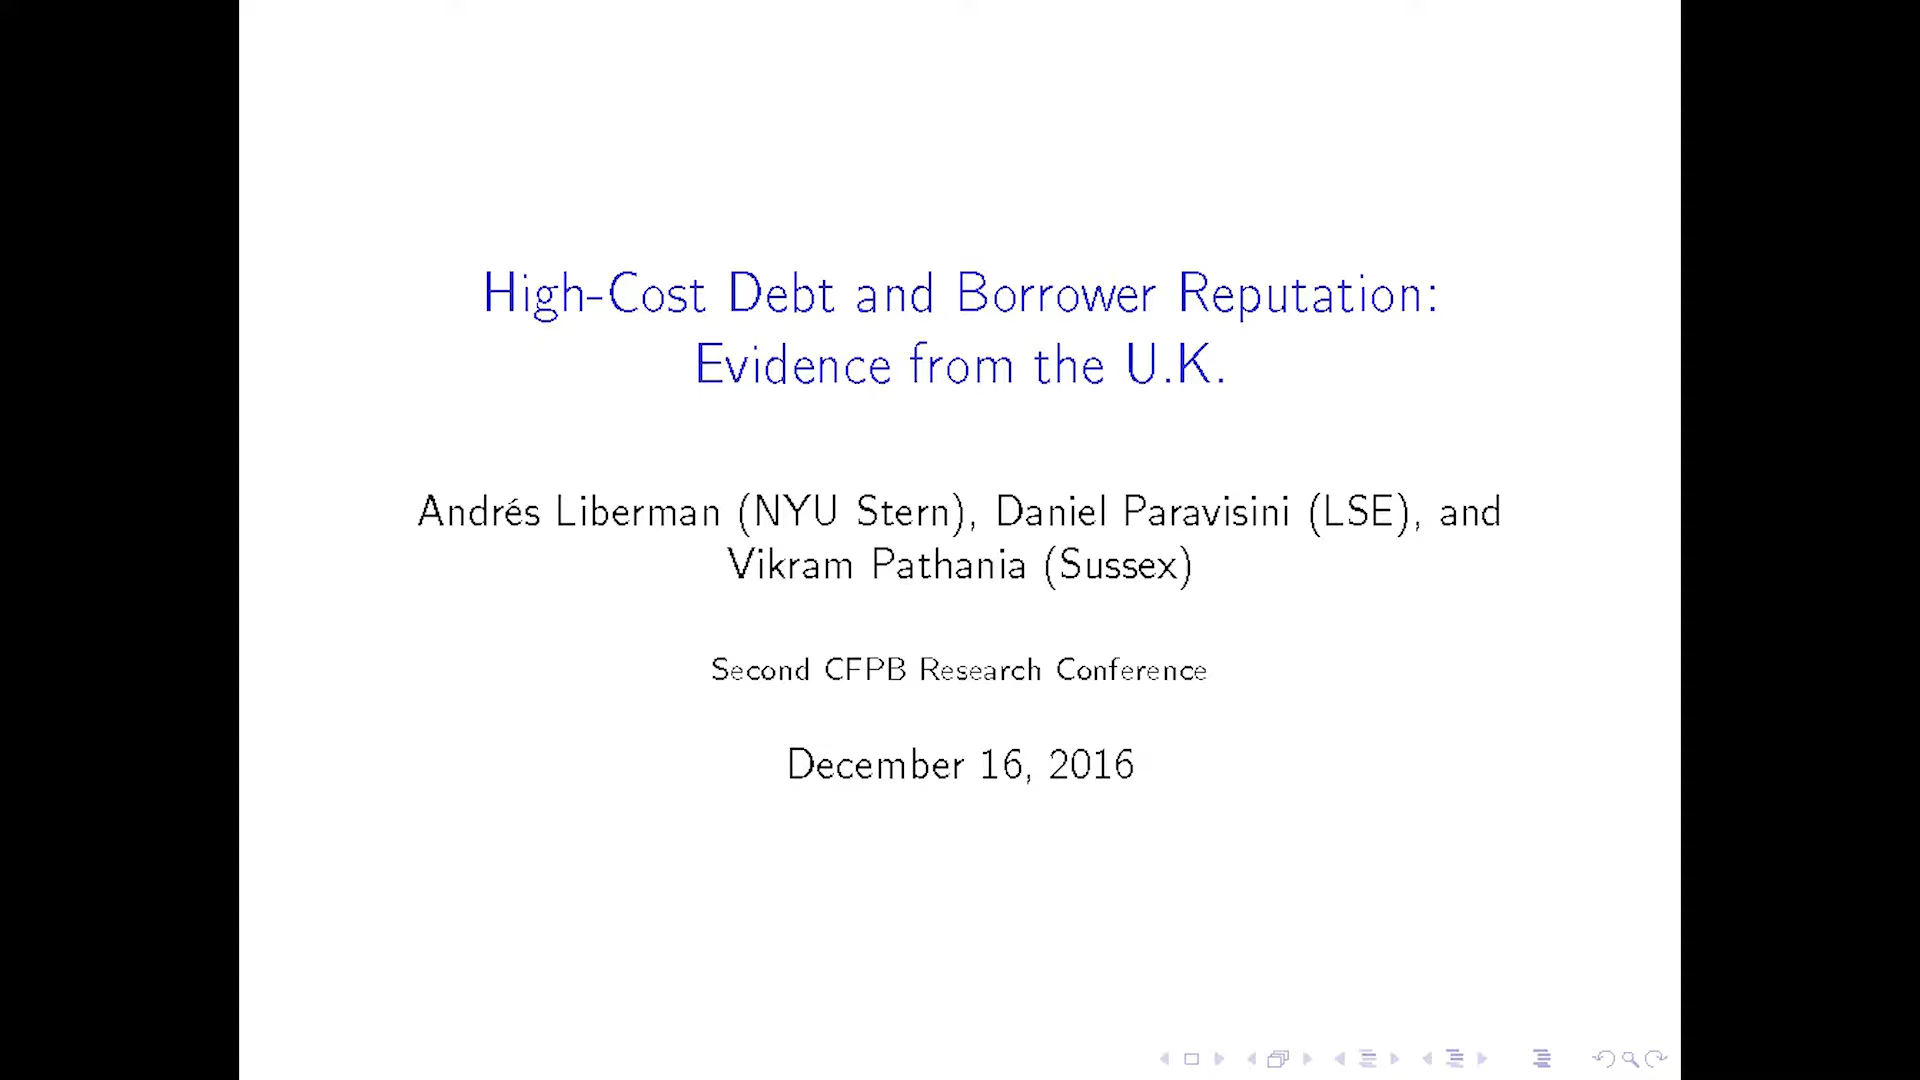 High-Cost Debt and Borrower Reputation:
Evidence from the U.K.
Andrés Liberman (NYU Stern), Daniel Paravisini (LSE), and
Vikram Pathania (Sussex)
Second CFPB Research Conference
December 16, 2016